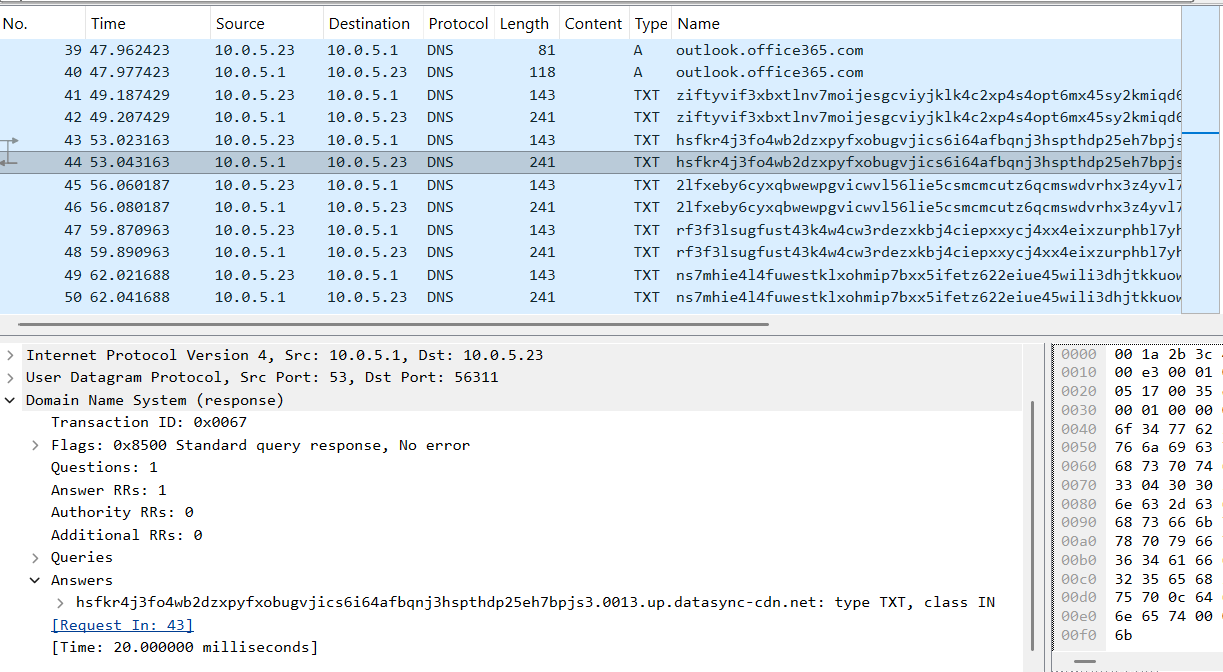 No. Time Source Destination Protocol Length Content Type Name
39 47.962423 10.0.5.23 10.0.5.1 DNS 81 A outlook.office365.com
40 47.977423 10.0.5.1 10.0.5.23 DNS 118 A outlook.office365.com
41 49.187429 10.0.5.23 10.0.5.1 DNS 143 TXT ziftyvif3xbxtlnv7moijesgcviyjklk4c2xp4s4opt6mx45sy2kmiqd6
42 49.207429 10.0.5.1 10.0.5.23 DNS 241 TXT ziftyvif3xbxtlnv7moijesgcviyjklk4c2xp4s4opt6mx45sy2kmiqd6
43 53.023163 10.0.5.23 10.0.5.1 DNS 143 TXT hsfkr4j3fo4wb2dzxpyfxobugvjics6i64afbqnj3hspthdp25eh7bpjs
44 53.043163 10.0.5.1 10.0.5.23 DNS 241 TXT hsfkr4j3fo4wb2dzxpyfxobugvjics6i64afbqnj3hspthdp25eh7bpjs
45 56.060187 10.0.5.23 10.0.5.1 DNS 143 TXT 2lfxeby6cyxqbwewpgvicwvl56lie5csmcmcutz6qcmswdvrhx3z4yvl7
46 56.080187 10.0.5.1 10.0.5.23 DNS 241 TXT 2lfxeby6cyxqbwewpgvicwvl56lie5csmcmcutz6qcmswdvrhx3z4yvl7
47 59.870963 10.0.5.23 10.0.5.1 DNS 143 TXT rf3f3lsugfust43k4w4cw3rdezxkbj4ciepxxycj4xx4eixzurphbl7yh
48 59.890963 10.0.5.1 10.0.5.23 DNS 241 TXT rf3f3lsugfust43k4w4cw3rdezxkbj4ciepxxycj4xx4eixzurphbl7yh
49 62.021688 10.0.5.23 10.0.5.1 DNS 143 TXT ns7mhie4l4fuwestklxohmip7bxx5ifetz622eiue45wili3dhjtkkuow
50 62.041688 10.0.5.1 10.0.5.23 DNS 241 TXT ns7mhie4l4fuwestklxohmip7bxx5ifetz622eiue45wili3dhjtkkuow
Internet Protocol Version 4, Src: 10.0.5.1, Dst: 10.0.5.23
User Datagram Protocol, Src Port: 53, Dst Port: 56311
Domain Name System (response)
Transaction ID: 0x0067
Flags: 0x8500 Standard query response, No error
Questions: 1
Answer RRs: 1
Authority RRs: 0
Additional RRs: 0
Queries
Answers
hsfkr4j3fo4wb2dzxpyfxobugvjics6i64afbqnj3hspthdp25eh7bpjs3.0013.up.datasync-cdn.net: type TXT, class IN
[Request In: 43]
[Time: 20.000000 milliseconds]
0000 00 1a 2b 3c
0010 00 e3 00 01
0020 05 17 00 35
0030 00 01 00 00
0040 6f 34 77 62
0050 76 6a 69 63
0060 68 73 70 74
0070 33 04 30 30
0080 6e 63 2d 63
0090 68 73 66 6b
00a0 78 70 79 66
00b0 36 34 61 66
00c0 32 35 65 68
00d0 75 70 0c 64
00e0 6e 65 74 00
00f0 6b